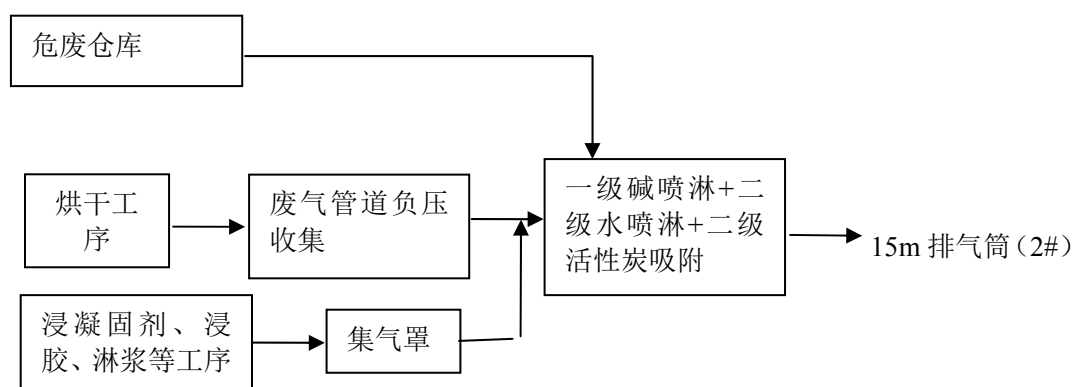 危废仓库
烘干工
序
废气管道负压
收集
一级碱喷淋+二
级水喷淋+二级
活性炭吸附
15m 排气筒（2#）
浸凝固剂、浸
胶、淋浆等工序
集气罩